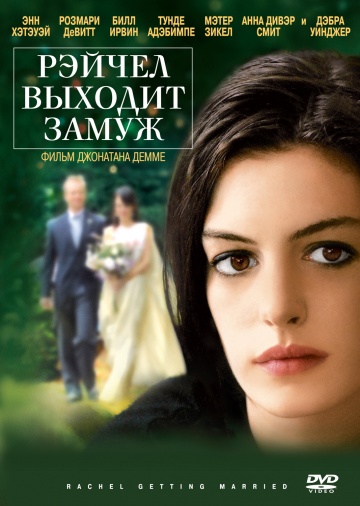 ЭНН РОЗМАРИ БИЛЛ ТУНДЕ МЭТЕР АННА ДИВЭР И ДЭБРА
ХЭТЭУЭЙ ДеВИТТ ИРВИН АДЭБИМПЕ ЗИКЕЛ СМИТ УИНДЖЕР
РЭЙЧЕЛ
ВЫХОДИТ
ЗАМУЖ
ФИЛЬМ ДЖОНАТАНА ДЕММЕ
RACHEL GETTING MARRIED
DVD
VIDEO